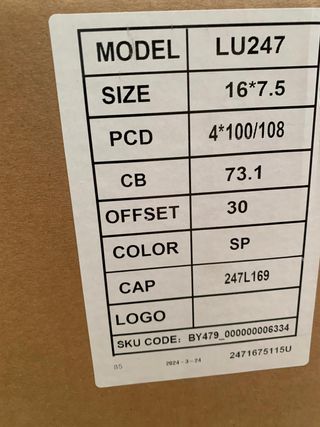 MODEL LU247
SIZE 16*7.5
PCD 4*100/108
CB 73.1
OFFSET 30
COLOR SP
CAP 247L169
LOGO
SKU CODE: BY479_000000006334
B5 2024-3-24 2471675115U